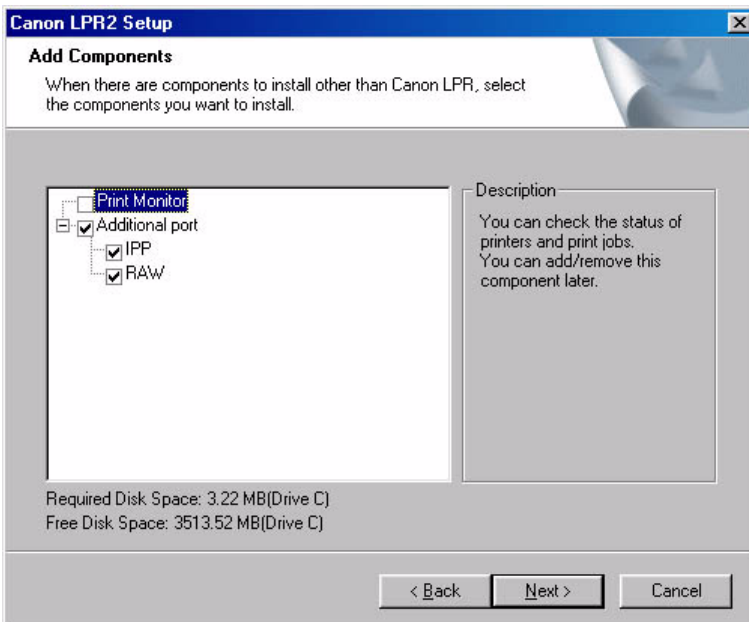 Canon LPR2 Setup
Add Components
When there are components to install other than Canon LPR, select
the components you want to install.
Print Monitor
Additional port
IPP
RAW
Description
You can check the status of
printers and print jobs.
You can add/remove this
component later.
Required Disk Space: 3.22 MB(Drive C)
Free Disk Space: 3513.52 MB(Drive C)
< Back
Next >
Cancel